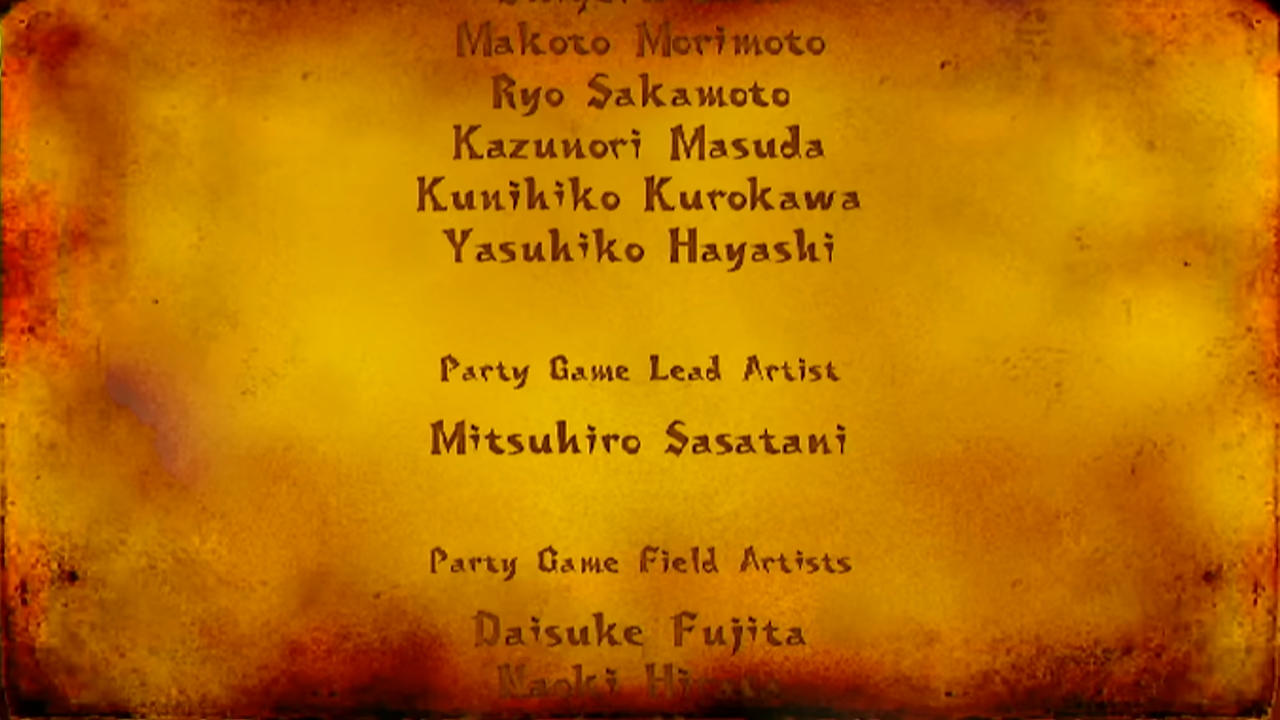 Makoto Morimoto
Ryo Sakamoto
Kazunori Masuda
Kunihiko Kurokawa
Yasuhiko Hayashi
Party Game Lead Artist
Mitsuhiro Sasatani
Party Game Field Artists
Daisuke Fujita
Naoki